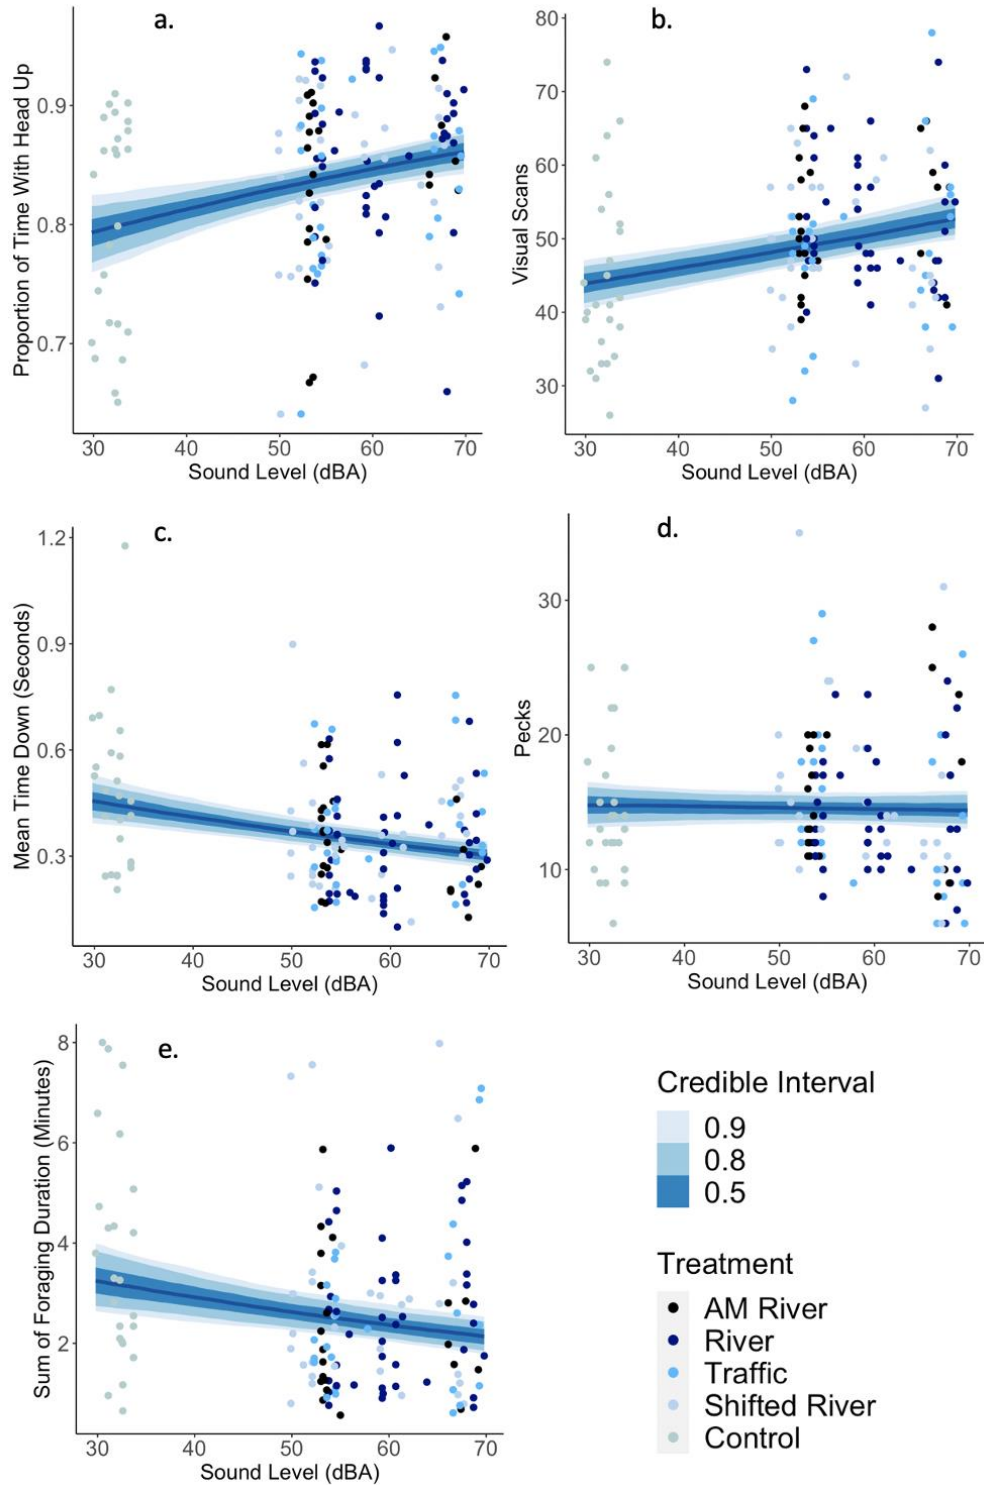 a.
Proportion of Time With Head Up
0.9
0.8
0.7
30 40 50 60 70
Sound Level (dBA)
b.
Visual Scans
80
70
60
50
40
30
30 40 50 60 70
Sound Level (dBA)
c.
Mean Time Down (Seconds)
1.2
0.9
0.6
0.3
30 40 50 60 70
Sound Level (dBA)
d.
Pecks
30
20
10
30 40 50 60 70
Sound Level (dBA)
e.
Sum of Foraging Duration (Minutes)
8
6
4
2
30 40 50 60 70
Sound Level (dBA)
Credible Interval
0.9
0.8
0.5
Treatment
AM River
River
Traffic
Shifted River
Control